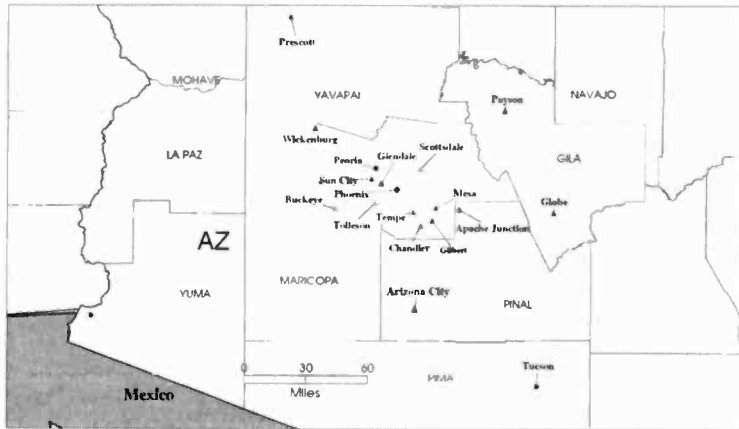 Prescott
MOHAVE
YAVAPAI
Payson
NAVAJO
Wickenburg
Scottsdale
Glendale
LA PAZ
Peoria
GILA
Sun City
Phoenix
Mesa
Buckeye
Globe
Tempe
Tolleson
Apache Junction
AZ
Chandler
Gilbert
YUMA
MARICOPA
Arizona City
PINAL
0 30 60
Miles
Tucson
PIMA
Mexico